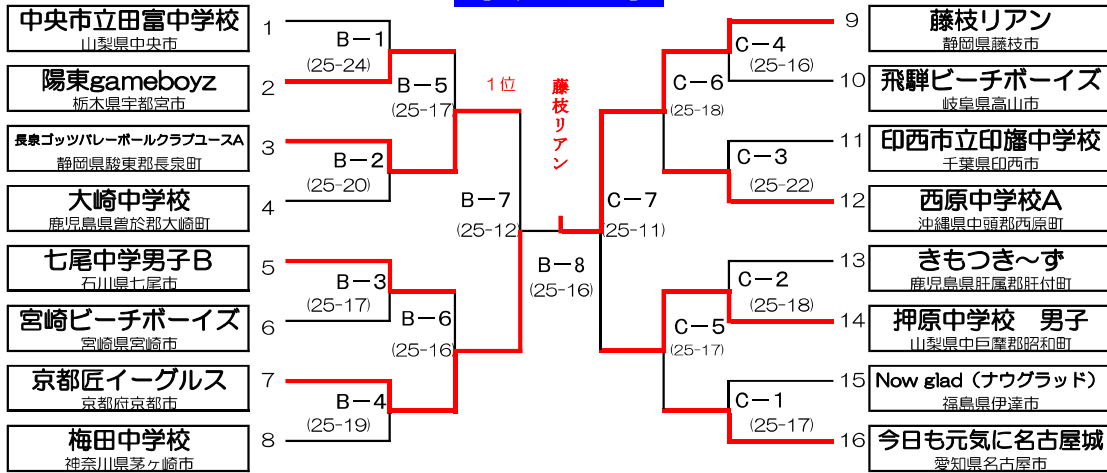 中央市立田富中学校
山梨県中央市
1
陽東gameboyz
栃木県宇都宮市
2
B-1
(25-24)
長泉ゴッツバレーボールクラブユースA
静岡県駿東郡長泉町
3
大崎中学校
鹿児島県曽於郡大崎町
4
B-2
(25-20)
B-5
(25-17)
七尾中学男子B
石川県七尾市
5
宮崎ビーチボーイズ
宮崎県宮崎市
6
B-3
(25-17)
京都匠イーグルス
京都府京都市
7
梅田中学校
神奈川県茅ヶ崎市
8
B-4
(25-19)
B-6
(25-16)
B-7
(25-12)
1位
藤枝リアン
B-8
(25-16)
C-7
(25-11)
C-6
(25-18)
C-4
(25-16)
9
藤枝リアン
静岡県藤枝市
10
飛騨ビーチボーイズ
岐阜県高山市
C-3
(25-22)
11
印西市立印旛中学校
千葉県印西市
12
西原中学校A
沖縄県中頭郡西原町
C-5
(25-17)
C-2
(25-18)
13
きもつき～ず
鹿児島県肝属郡肝付町
14
押原中学校　男子
山梨県中巨摩郡昭和町
C-1
(25-17)
15
Now glad（ナウグラッド）
福島県伊達市
16
今日も元気に名古屋城
愛知県名古屋市